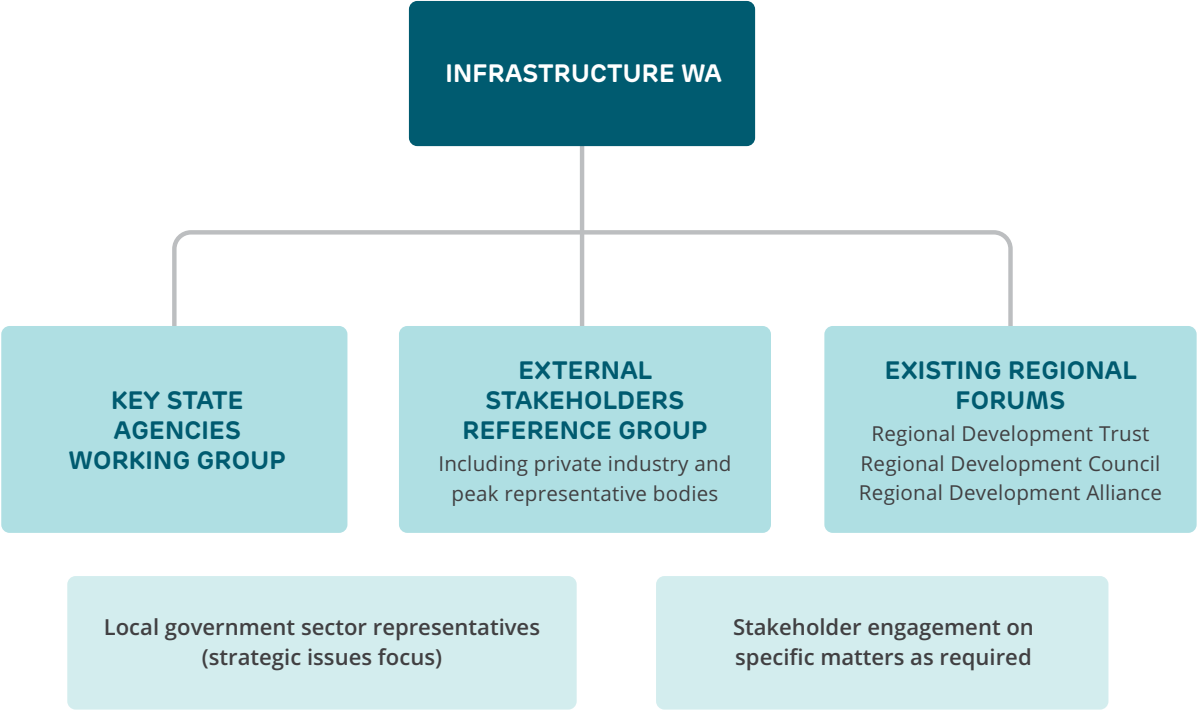 INFRASTRUCTURE WA
KEY STATE
AGENCIES
WORKING GROUP
EXTERNAL
STAKEHOLDERS
REFERENCE GROUP
Including private industry and
peak representative bodies
EXISTING REGIONAL
FORUMS
Regional Development Trust
Regional Development Council
Regional Development Alliance
Local government sector representatives
(strategic issues focus)
Stakeholder engagement on
specific matters as required